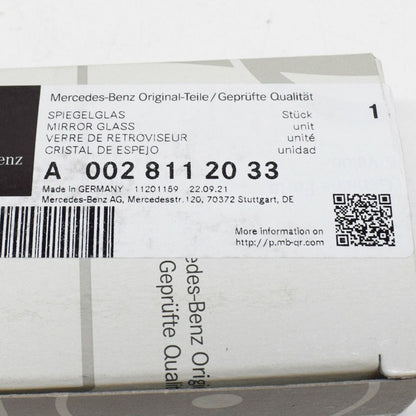 Mercedes-Benz Original-Teile/Geprüfte Qualität
SPIEGELGLAS Stück 1
MIRROR GLASS unit
VERRE DE RETROVISEUR unité
CRISTAL DE ESPEJO unidad
enz
A 002 811 20 33
Made in GERMANY - 11201159 22.09.21
Mercedes-Benz AG, Mercedesstr.120, 70372 Stuttgart, DE
More information on
http://p.mb-qr.com
edes-Benz Orig
Geprüfte Quali